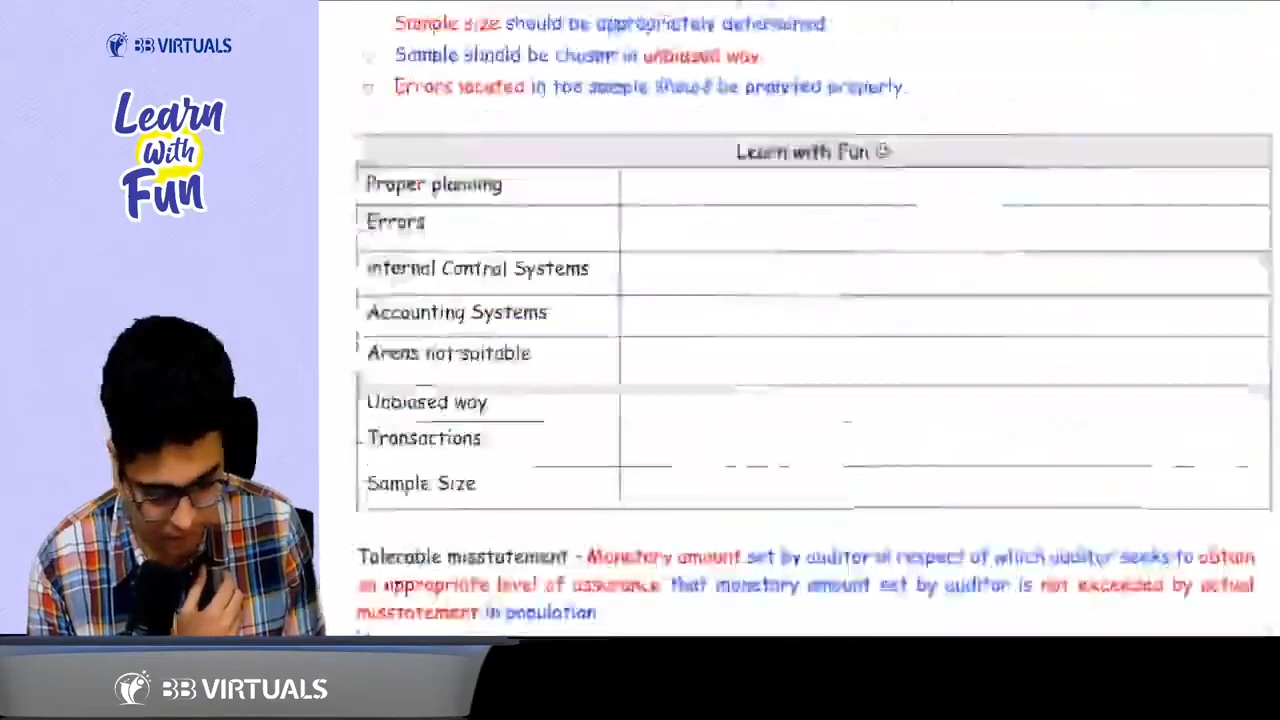 BB VIRTUALS
Learn
With
Fun
Sample size should be appropriately determined
Sample should be chosen in unbiased way.
Errors located in the sample should be projected properly.
Learn with Fun ☺
Proper planning
Errors
Internal Control Systems
Accounting Systems
Areas not suitable
Unbiased way
Transactions
Sample Size
Tolerable misstatement - Monetary amount set by auditor in respect of which auditor seeks to obtain
an appropriate level of assurance that monetary amount set by auditor is not exceeded by actual
misstatement in population
BB VIRTUALS